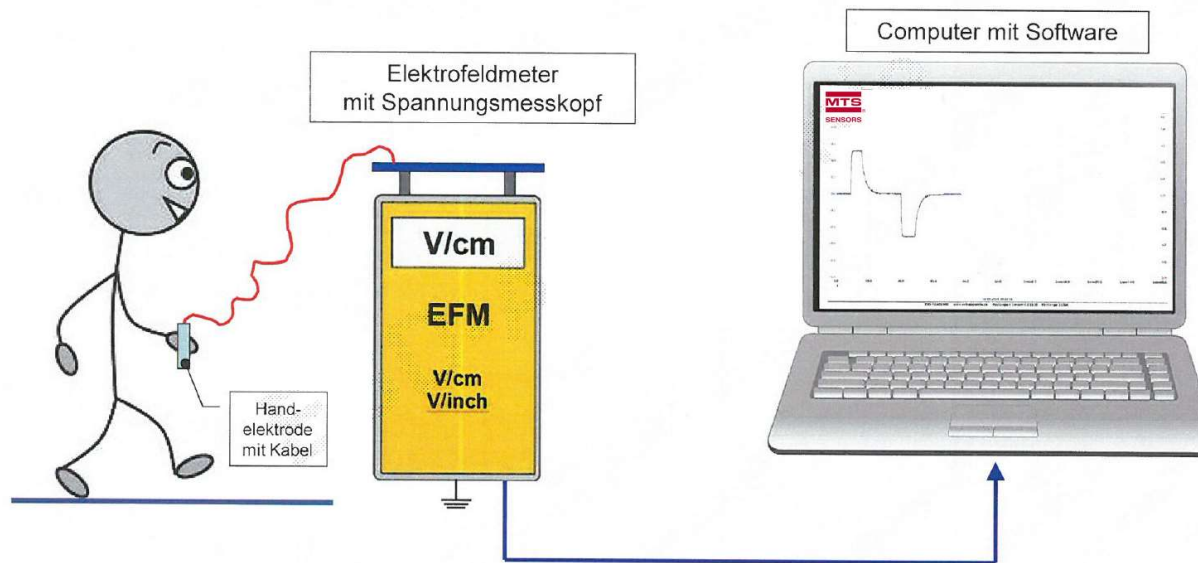 Computer mit Software
Elektrofeldmeter
mit Spannungsmesskopf
MTS
SENSORS
V/cm
EFM
V/cm
V/inch
Hand-
elektrode
mit Kabel